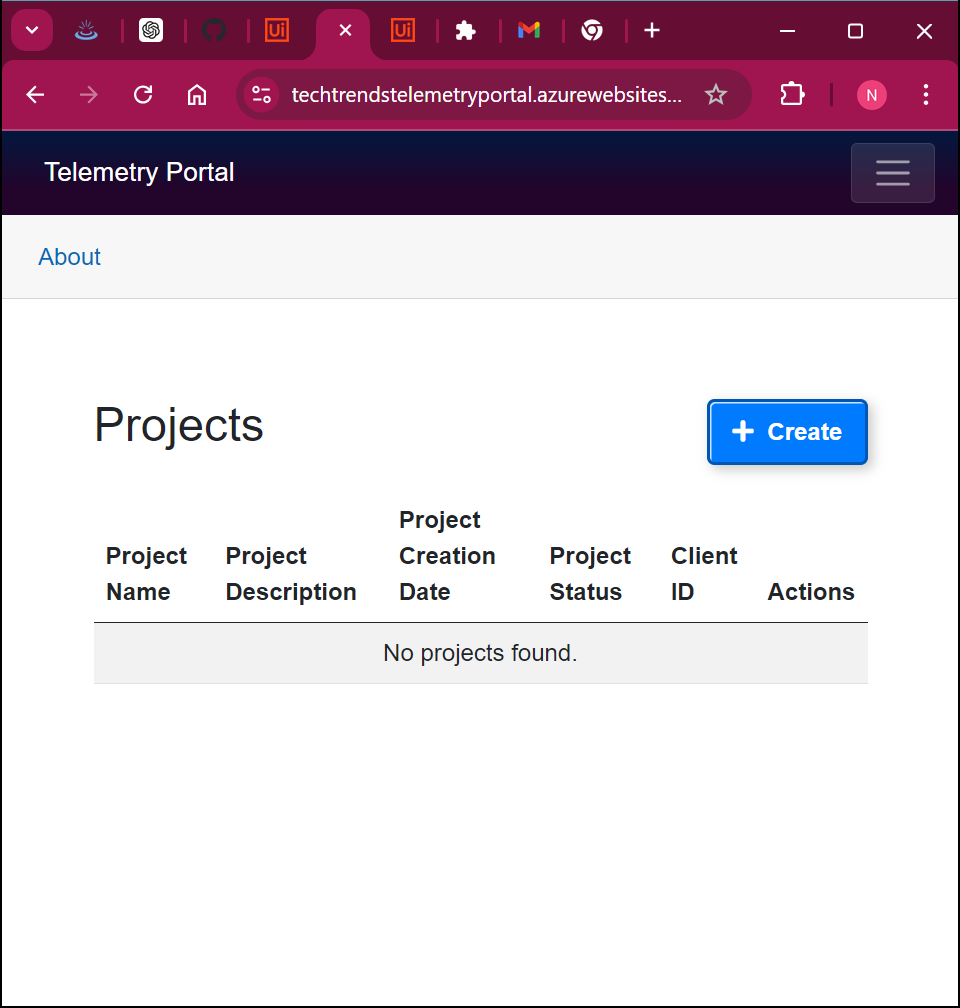 Ui
Ui
techtrendstelemetryportal.azurewebsites...
N
Telemetry Portal
About
Projects
Create
Project Name
Project Description
Project Creation Date
Project Status
Client ID
Actions
No projects found.